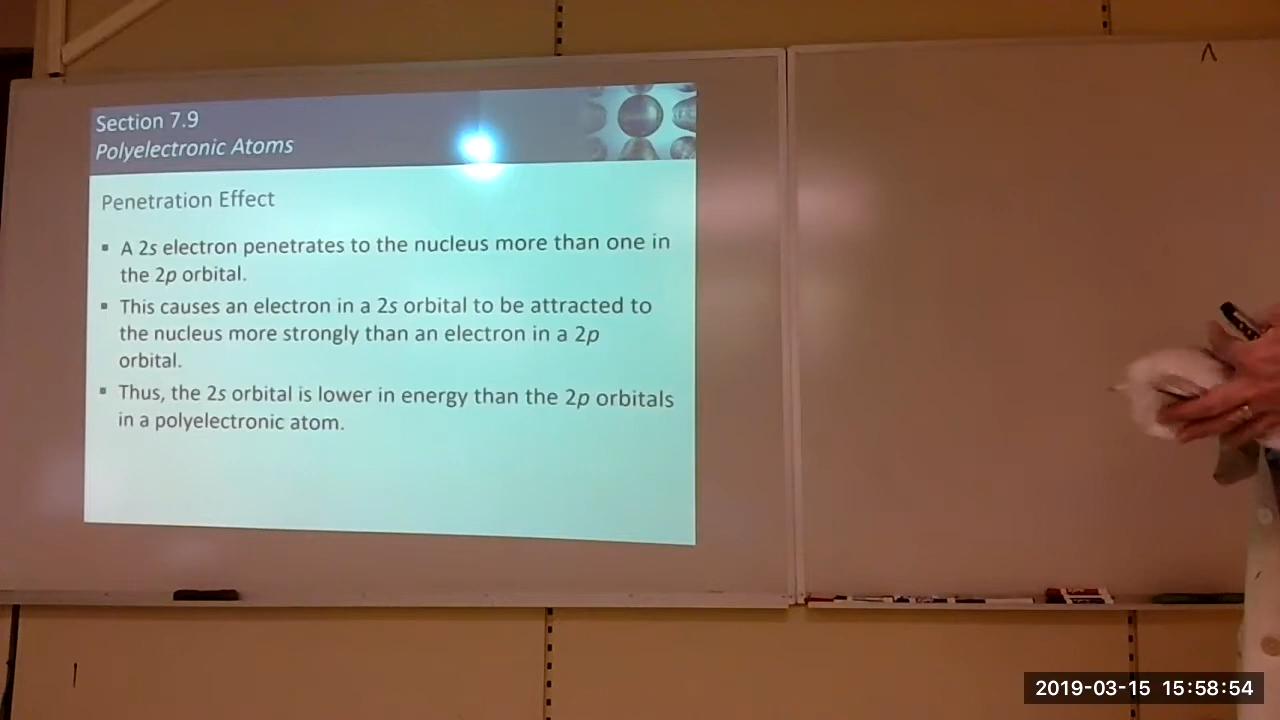 Section 7.9
Polyelectronic Atoms
Penetration Effect
▪ A 2s electron penetrates to the nucleus more than one in
the 2p orbital.
▪ This causes an electron in a 2s orbital to be attracted to
the nucleus more strongly than an electron in a 2p
orbital.
▪ Thus, the 2s orbital is lower in energy than the 2p orbitals
in a polyelectronic atom.
2019-03-15 15:58:54